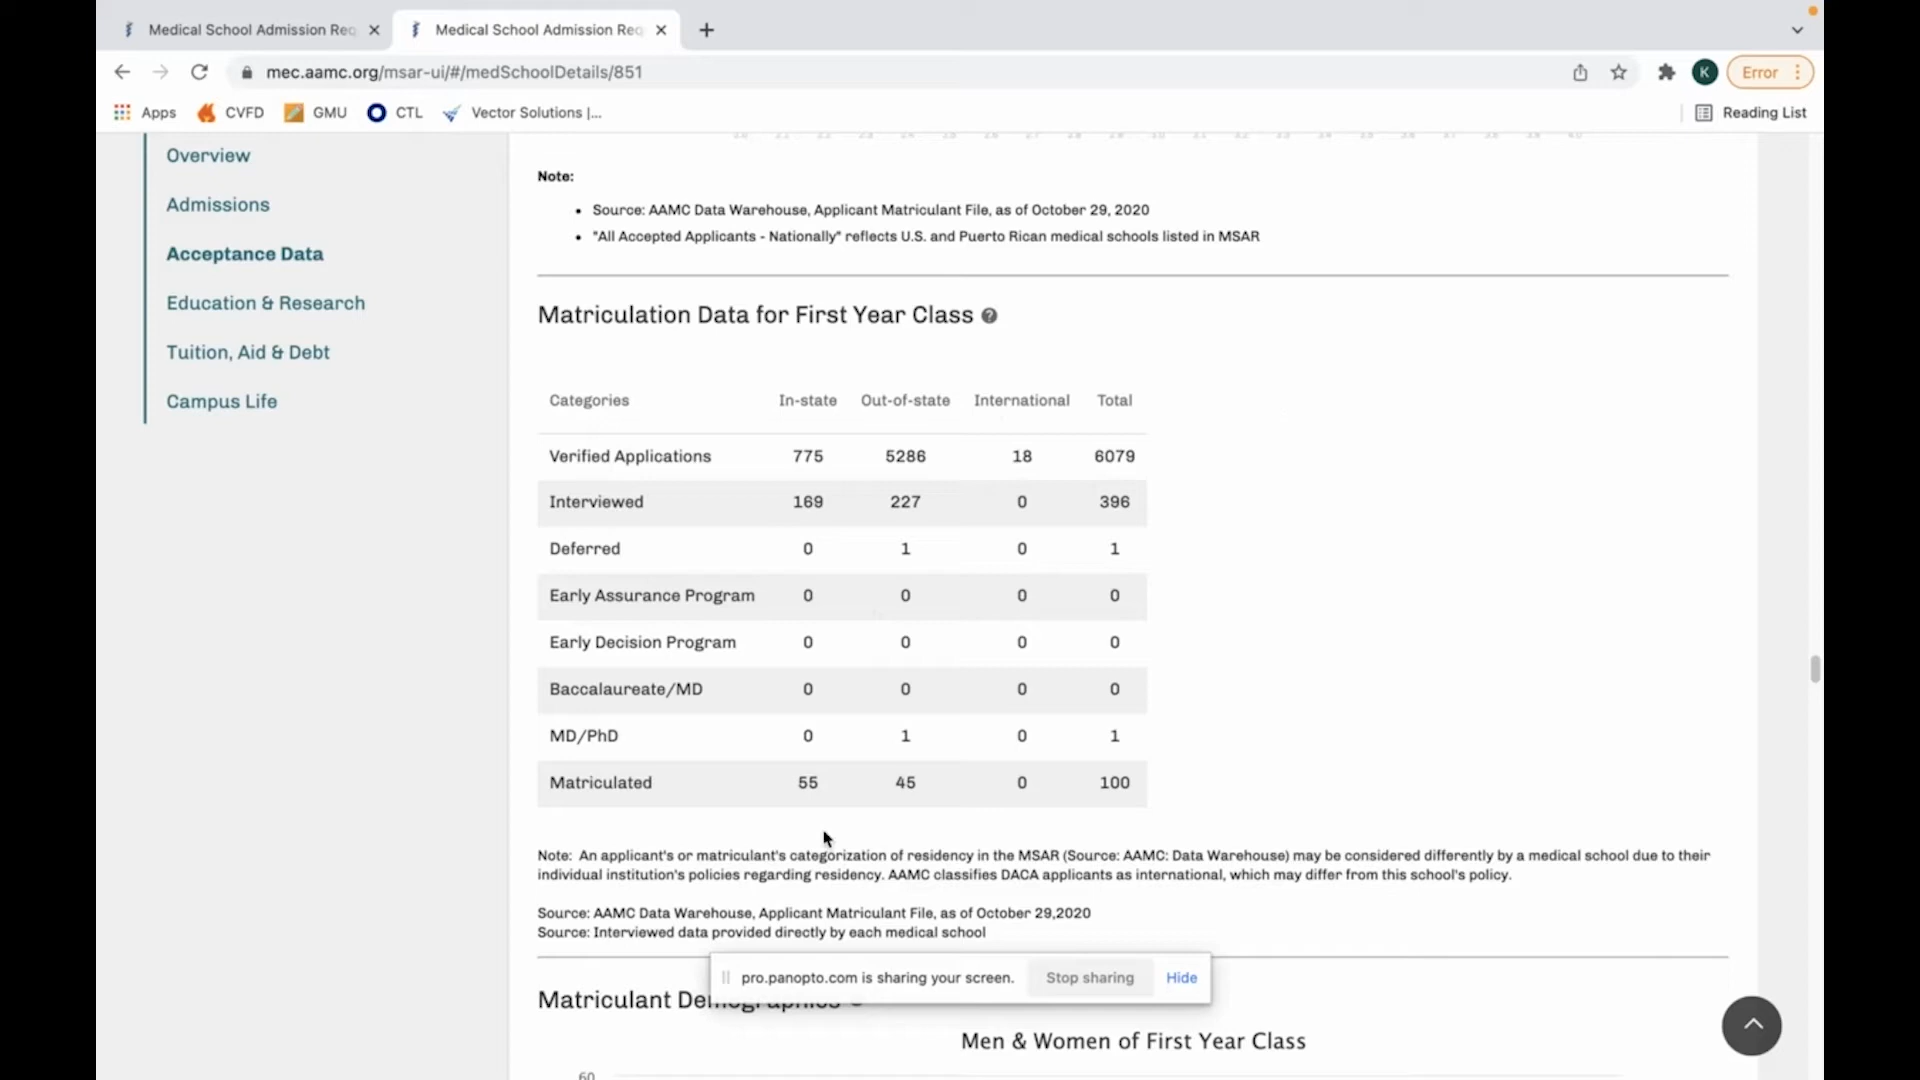 Medical School Admission Req
Medical School Admission Req
mec.aamc.org/msar-ui/#/medSchoolDetails/851
K
Error
Apps
CVFD
GMU
CTL
Vector Solutions |...
Reading List
Overview
Admissions
Acceptance Data
Education & Research
Tuition, Aid & Debt
Campus Life
Note:
• Source: AAMC Data Warehouse, Applicant Matriculant File, as of October 29, 2020
• "All Accepted Applicants - Nationally" reflects U.S. and Puerto Rican medical schools listed in MSAR
Matriculation Data for First Year Class ?
Categories In-state Out-of-state International Total
Verified Applications 775 5286 18 6079
Interviewed 169 227 0 396
Deferred 0 1 0 1
Early Assurance Program 0 0 0 0
Early Decision Program 0 0 0 0
Baccalaureate/MD 0 0 0 0
MD/PhD 0 1 0 1
Matriculated 55 45 0 100
Note: An applicant's or matriculant's categorization of residency in the MSAR (Source: AAMC: Data Warehouse) may be considered differently by a medical school due to their
individual institution's policies regarding residency. AAMC classifies DACA applicants as international, which may differ from this school's policy.
Source: AAMC Data Warehouse, Applicant Matriculant File, as of October 29,2020
Source: Interviewed data provided directly by each medical school
pro.panopto.com is sharing your screen. Stop sharing Hide
Matriculant Demographics
Men & Women of First Year Class
60